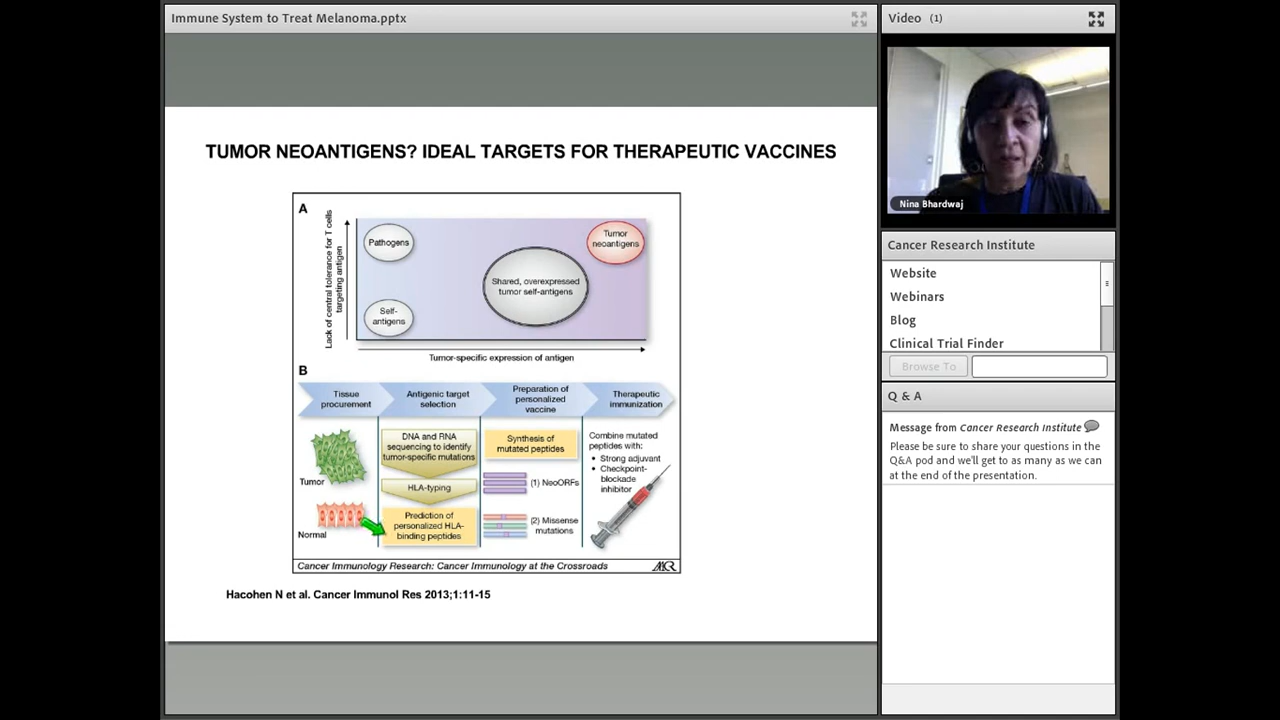 Immune System to Treat Melanoma.pptx
TUMOR NEOANTIGENS? IDEAL TARGETS FOR THERAPEUTIC VACCINES
A
Lack of central tolerance for T cells
targeting antigen
Pathogens
Tumor
neoantigens
Shared, overexpressed
tumor self-antigens
Self-
antigens
Tumor-specific expression of antigen
B
Tissue
procurement
Antigenic target
selection
Preparation of
personalized
vaccine
Therapeutic
immunization
Tumor
Normal
DNA and RNA
sequencing to identify
tumor-specific mutations
HLA-typing
Prediction of
personalized HLA-
binding peptides
Synthesis of
mutated peptides
(1) NeoORFs
(2) Missense
mutations
Combine mutated
peptides with:
• Strong adjuvant
• Checkpoint-
blockade
inhibitor
Cancer Immunology Research: Cancer Immunology at the Crossroads
AACR
Hacohen N et al. Cancer Immunol Res 2013;1:11-15
Video (1)
Nina Bhardwaj
Cancer Research Institute
Website
Webinars
Blog
Clinical Trial Finder
Browse To
Q & A
Message from Cancer Research Institute
Please be sure to share your questions in the
Q&A pod and we'll get to as many as we can
at the end of the presentation.